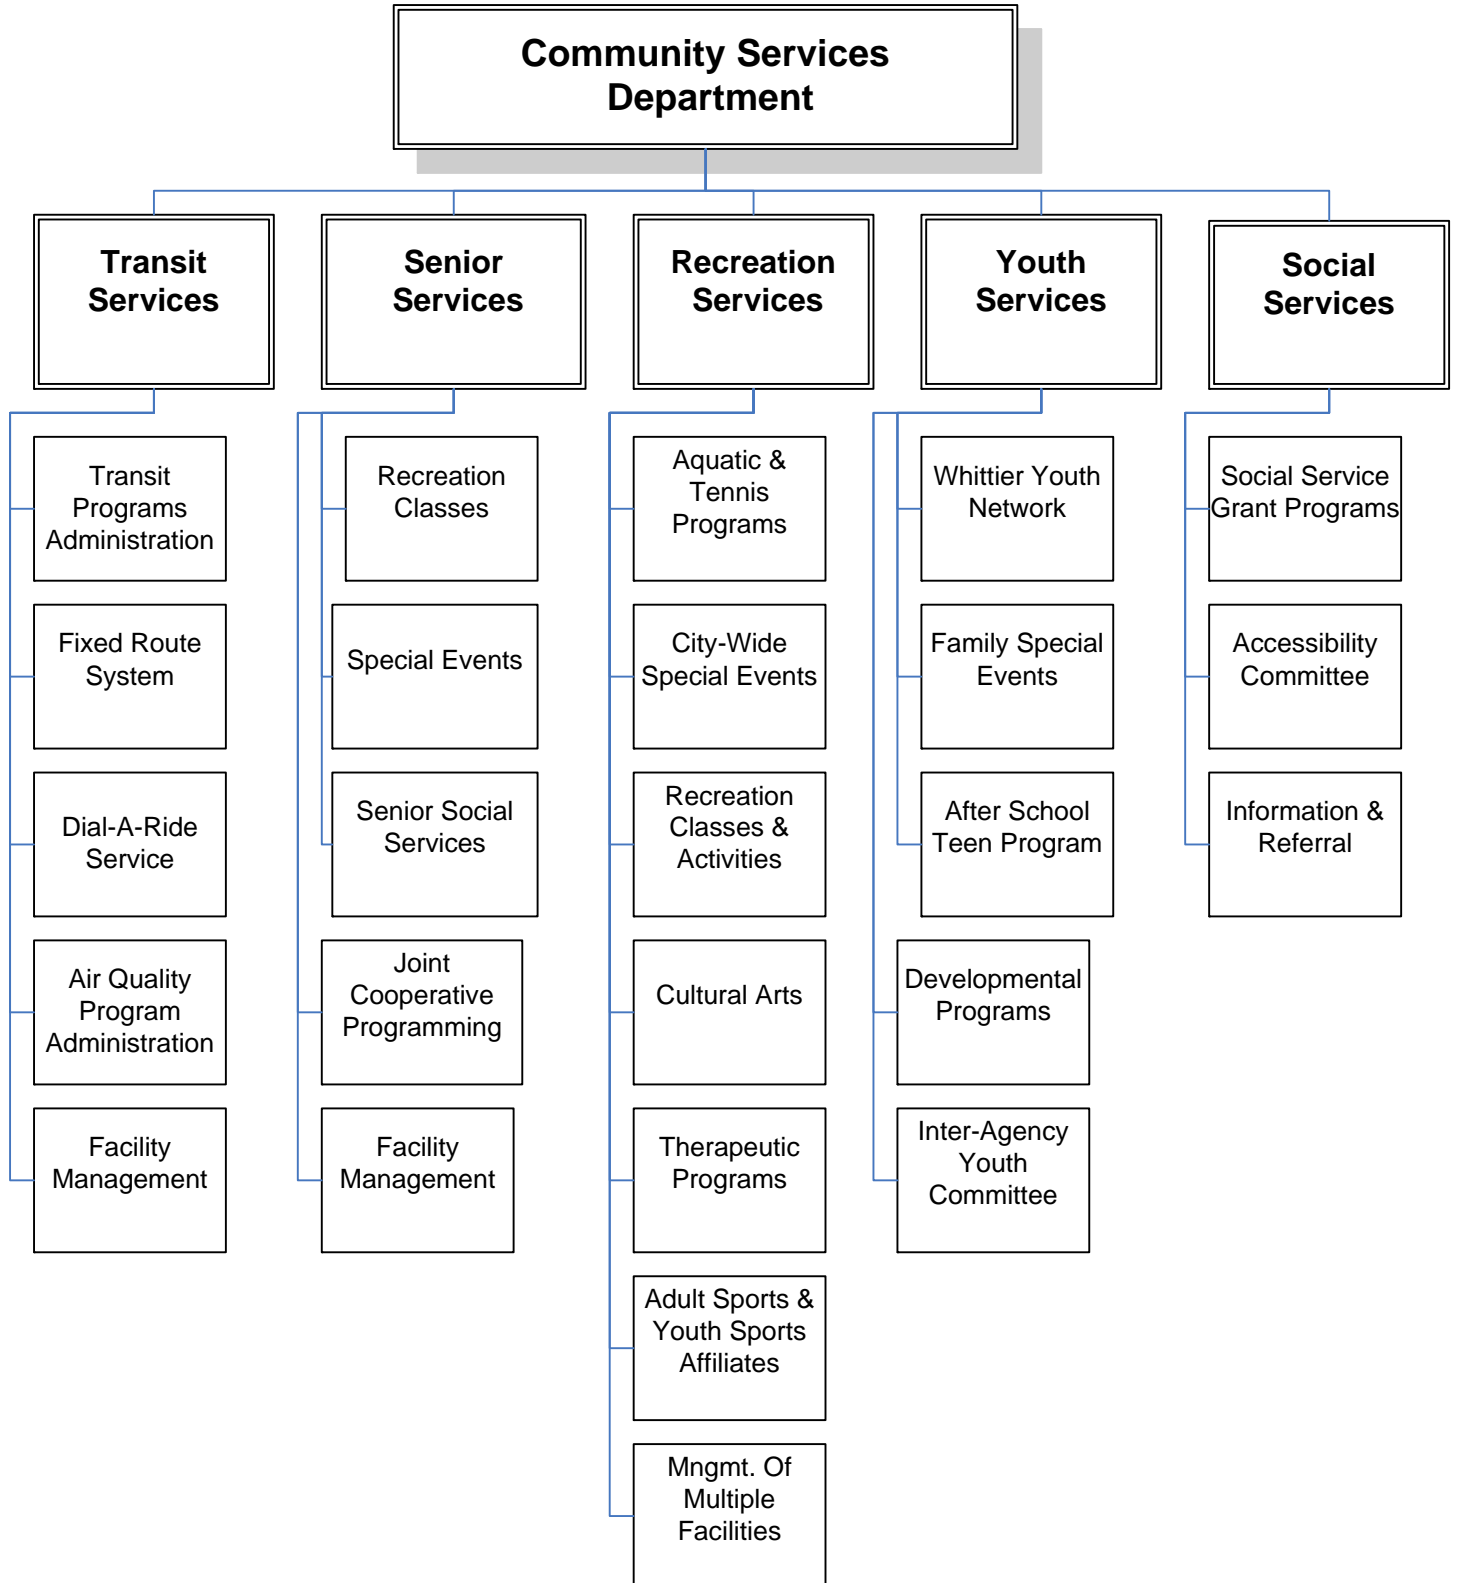 Community Services
Department
Transit
Services
Senior
Services
Recreation
Services
Youth
Services
Social
Services
Transit
Programs
Administration
Fixed Route
System
Dial-A-Ride
Service
Air Quality
Program
Administration
Facility
Management
Recreation
Classes
Special Events
Senior Social
Services
Joint
Cooperative
Programming
Facility
Management
Aquatic &
Tennis
Programs
City-Wide
Special Events
Recreation
Classes &
Activities
Cultural Arts
Therapeutic
Programs
Adult Sports &
Youth Sports
Affiliates
Mngmt. Of
Multiple
Facilities
Whittier Youth
Network
Family Special
Events
After School
Teen Program
Developmental
Programs
Inter-Agency
Youth
Committee
Social Service
Grant Programs
Accessibility
Committee
Information &
Referral